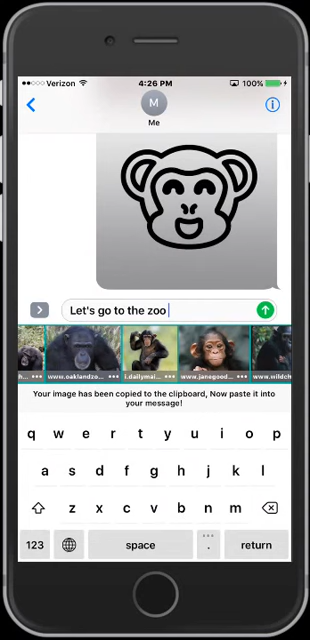 Verizon 4:26 PM 100%
M
Me
Let's go to the zoo
h... www.oaklandzo... i.dailymai... www.janegood... www.wildch
Your image has been copied to the clipboard, Now paste it into
your message!
q w e r t y u i o p
a s d f g h j k l
z x c v b n m
123 space . return